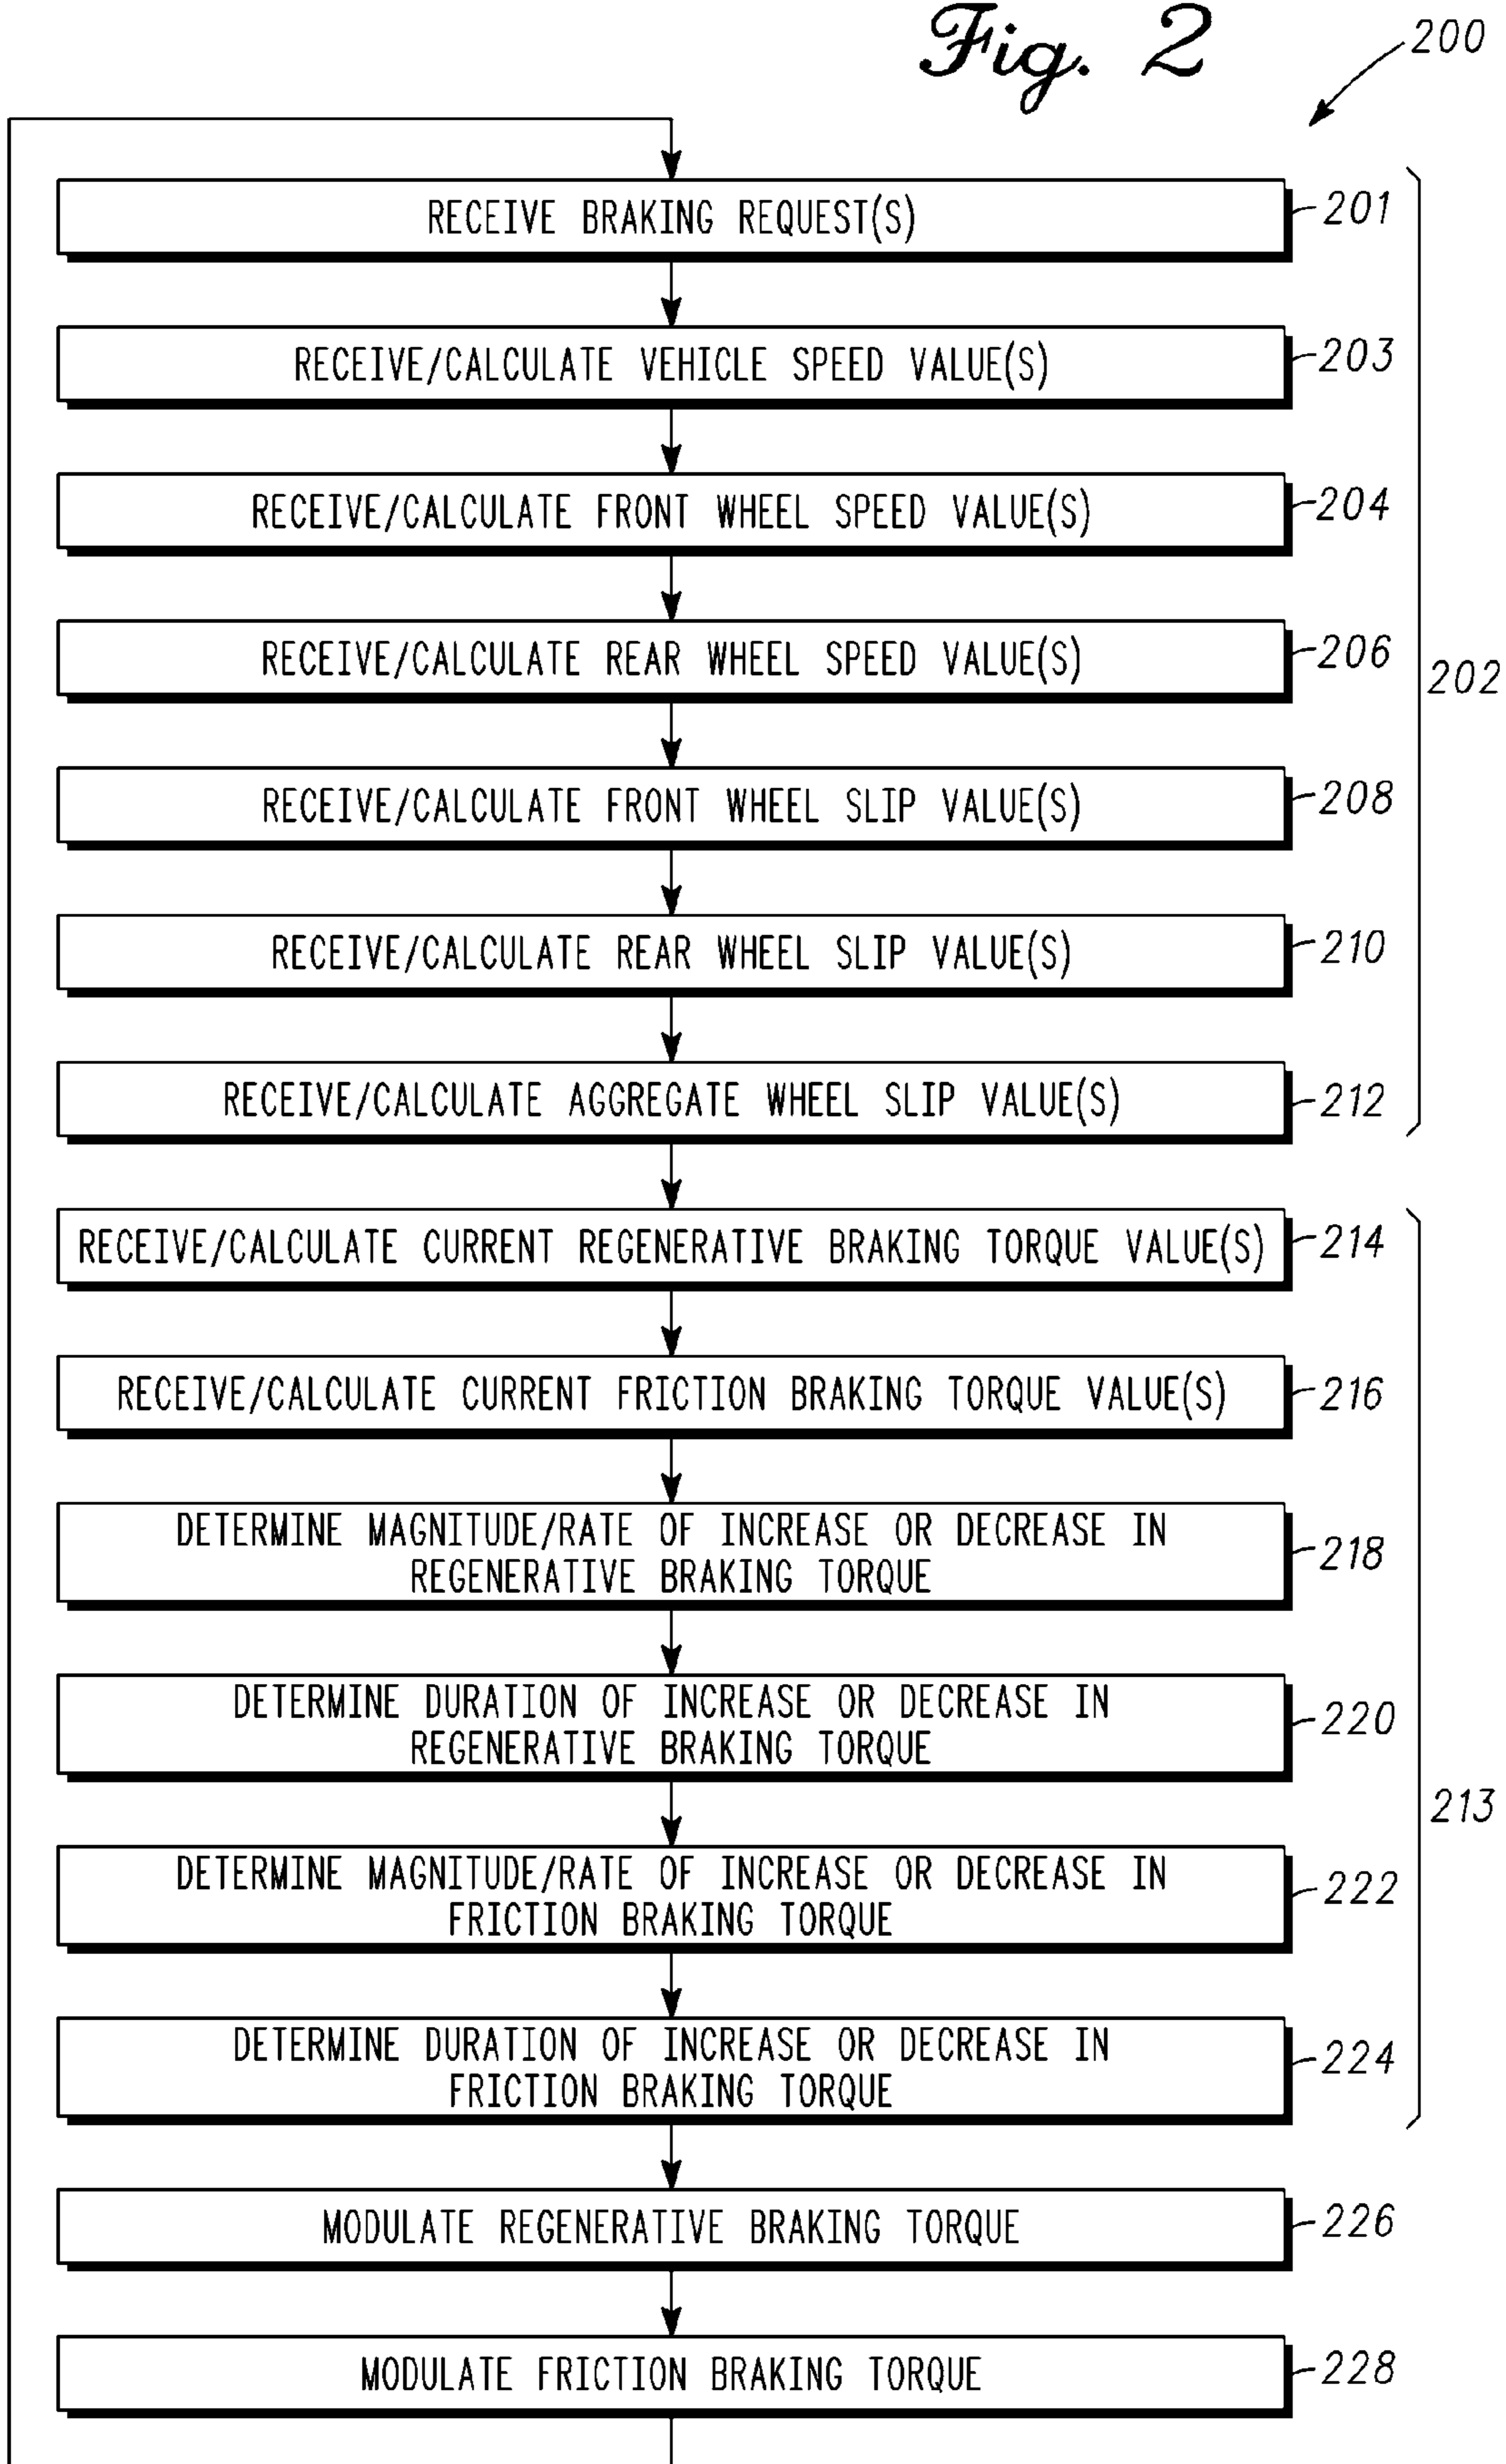 Fig. 2
200
RECEIVE BRAKING REQUEST(S)
201
RECEIVE/CALCULATE VEHICLE SPEED VALUE(S)
203
RECEIVE/CALCULATE FRONT WHEEL SPEED VALUE(S)
204
RECEIVE/CALCULATE REAR WHEEL SPEED VALUE(S)
206
202
RECEIVE/CALCULATE FRONT WHEEL SLIP VALUE(S)
208
RECEIVE/CALCULATE REAR WHEEL SLIP VALUE(S)
210
RECEIVE/CALCULATE AGGREGATE WHEEL SLIP VALUE(S)
212
RECEIVE/CALCULATE CURRENT REGENERATIVE BRAKING TORQUE VALUE(S)
214
RECEIVE/CALCULATE CURRENT FRICTION BRAKING TORQUE VALUE(S)
216
DETERMINE MAGNITUDE/RATE OF INCREASE OR DECREASE IN
REGENERATIVE BRAKING TORQUE
218
DETERMINE DURATION OF INCREASE OR DECREASE IN
REGENERATIVE BRAKING TORQUE
220
213
DETERMINE MAGNITUDE/RATE OF INCREASE OR DECREASE IN
FRICTION BRAKING TORQUE
222
DETERMINE DURATION OF INCREASE OR DECREASE IN
FRICTION BRAKING TORQUE
224
MODULATE REGENERATIVE BRAKING TORQUE
226
MODULATE FRICTION BRAKING TORQUE
228